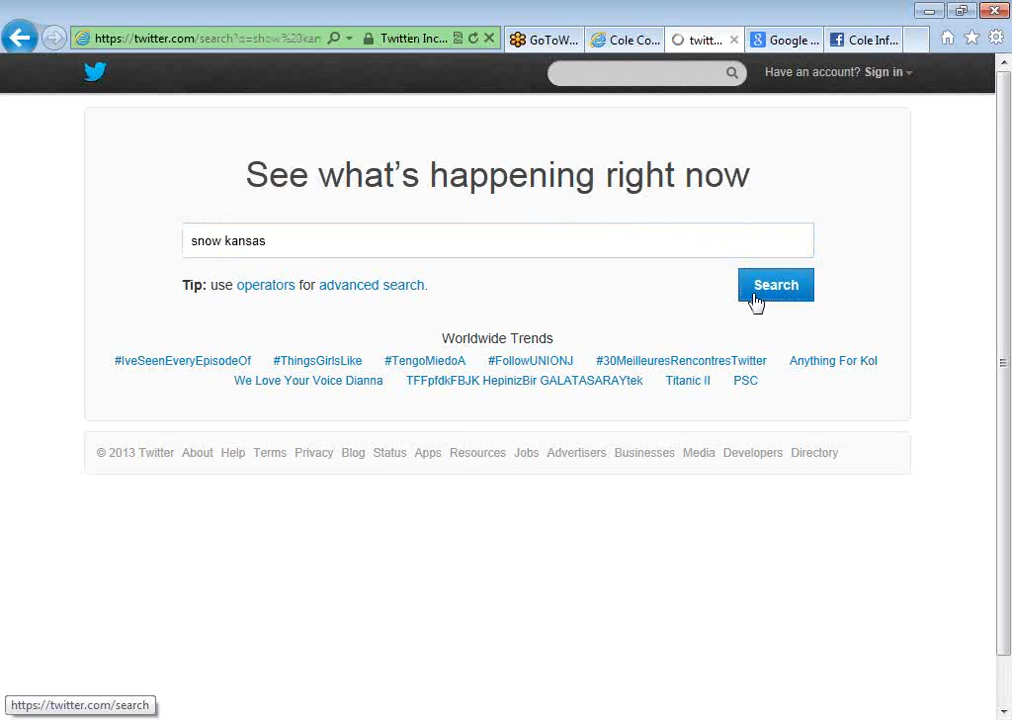 https://twitter.com/search?q=show%20kan Twitten Inc... GoToW... Cole Co... twitt... Google ... Cole Inf...
Have an account? Sign in
See what's happening right now
snow kansas
Tip: use operators for advanced search.
Search
Worldwide Trends
#IveSeenEveryEpisodeOf #ThingsGirlsLike #TengoMiedoA #FollowUNIONJ #30MeilleuresRencontresTwitter Anything For Kol
We Love Your Voice Dianna TFFpfdkFBJK HepinizBir GALATASARAYtek Titanic II PSC
© 2013 Twitter About Help Terms Privacy Blog Status Apps Resources Jobs Advertisers Businesses Media Developers Directory
https://twitter.com/search